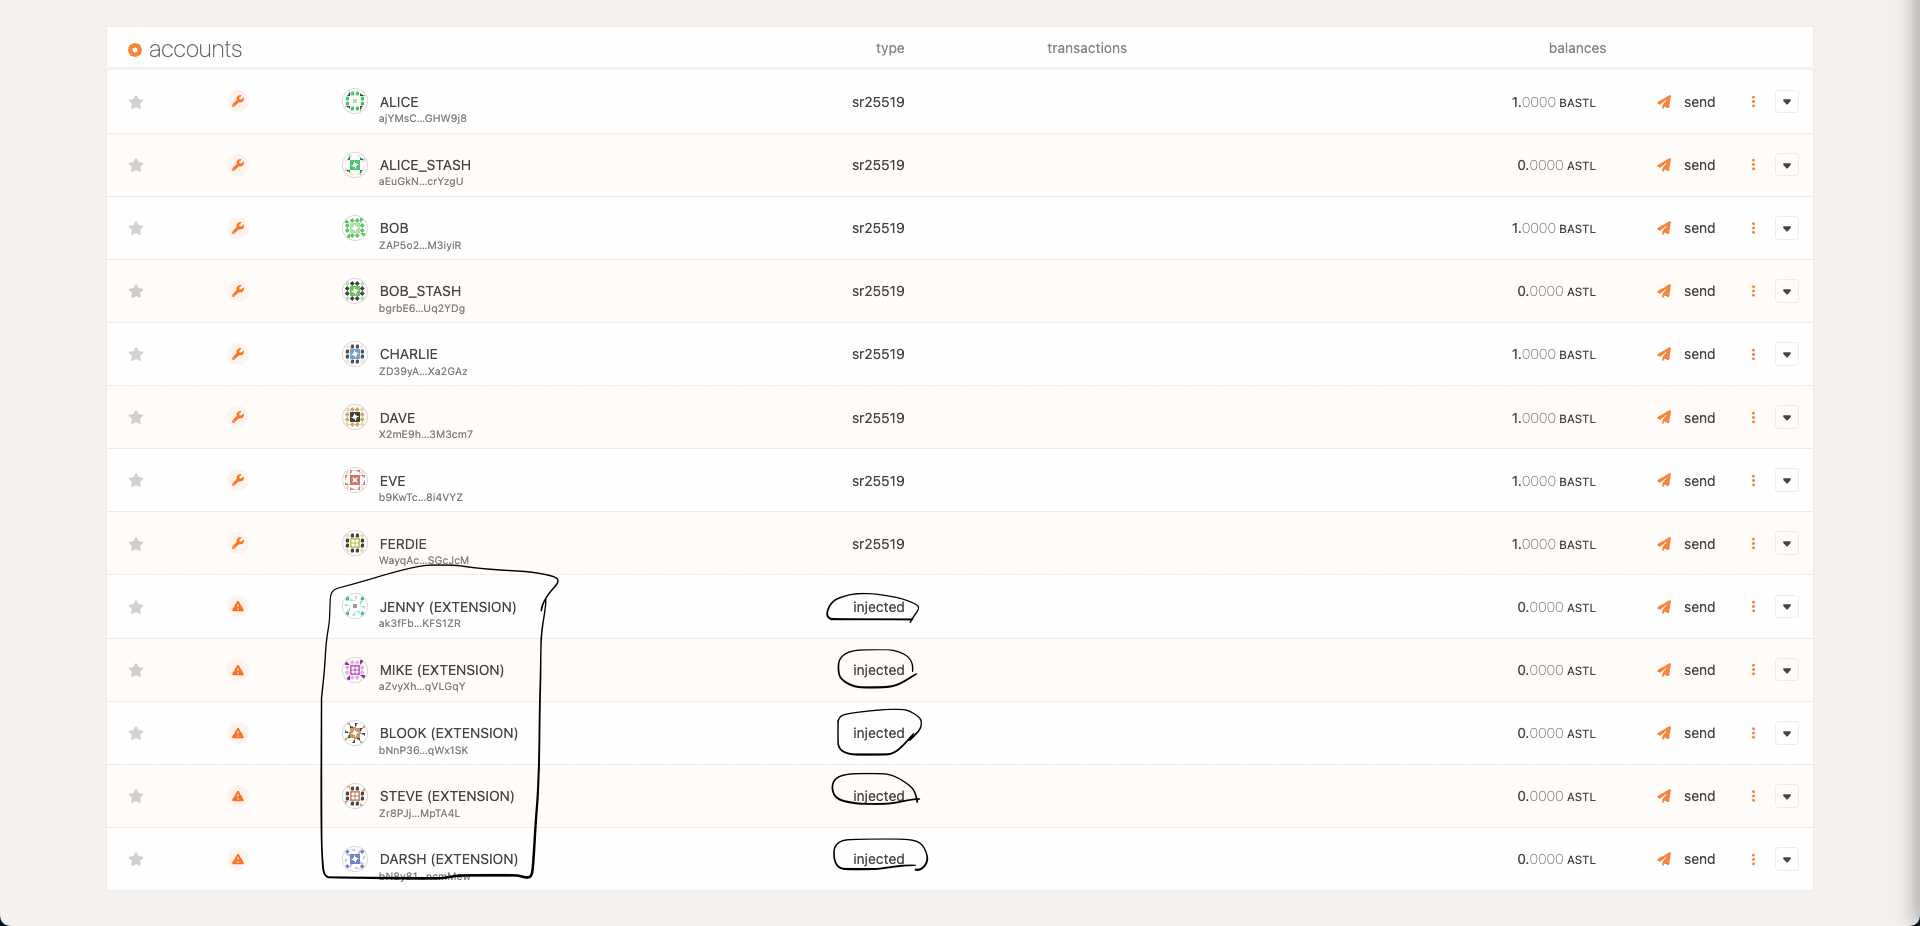 accounts type transactions balances
ALICE sr25519 1.0000 BASTL send
ajYMsC...GHW9j8
ALICE_STASH sr25519 0.0000 ASTL send
aEuGkN...crYzgU
BOB sr25519 1.0000 BASTL send
ZAP5o2...M3iyiR
BOB_STASH sr25519 0.0000 ASTL send
bgrbE6...Uq2YDg
CHARLIE sr25519 1.0000 BASTL send
ZD39yA...Xa2GAz
DAVE sr25519 1.0000 BASTL send
X2mE9h...3M3cm7
EVE sr25519 1.0000 BASTL send
b9KwTc...8i4VYZ
FERDIE sr25519 1.0000 BASTL send
WayqAc...SGcJcM
JENNY (EXTENSION) injected 0.0000 ASTL send
ak3fFb...KFS1ZR
MIKE (EXTENSION) injected 0.0000 ASTL send
aZvyXh...qVLGqY
BLOOK (EXTENSION) injected 0.0000 ASTL send
bNnP36...qWx1SK
STEVE (EXTENSION) injected 0.0000 ASTL send
Zr8PJj...MpTA4L
DARSH (EXTENSION) injected 0.0000 ASTL send